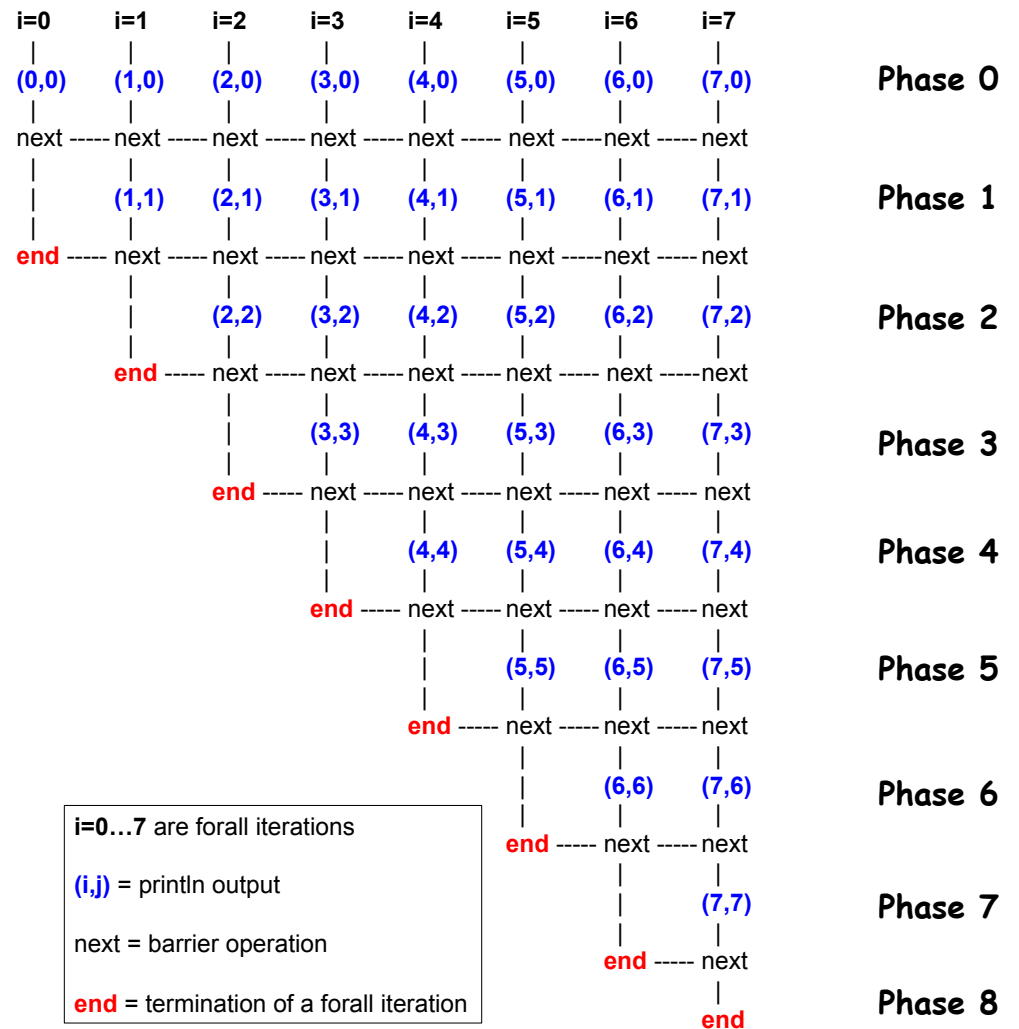 i=0 i=1 i=2 i=3 i=4 i=5 i=6 i=7
(0,0) (1,0) (2,0) (3,0) (4,0) (5,0) (6,0) (7,0) Phase 0
next ----- next ----- next ----- next ----- next ----- next -----next ----- next
(1,1) (2,1) (3,1) (4,1) (5,1) (6,1) (7,1) Phase 1
end ----- next ----- next ----- next ----- next ----- next -----next ----- next
(2,2) (3,2) (4,2) (5,2) (6,2) (7,2) Phase 2
end ----- next ----- next ----- next ----- next ----- next -----next
(3,3) (4,3) (5,3) (6,3) (7,3) Phase 3
end ----- next ----- next ----- next ----- next ----- next
(4,4) (5,4) (6,4) (7,4) Phase 4
end ----- next ----- next ----- next ----- next
(5,5) (6,5) (7,5) Phase 5
end ----- next ----- next ----- next
(6,6) (7,6) Phase 6
end ----- next ----- next
(7,7) Phase 7
end ----- next
end Phase 8
i=0…7 are forall iterations
(i,j) = println output
next = barrier operation
end = termination of a forall iteration